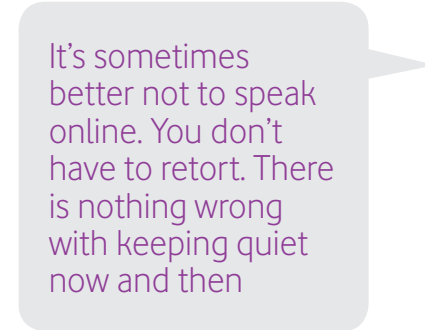 It’s sometimes
better not to speak
online. You don’t
have to retort. There
is nothing wrong
with keeping quiet
now and then